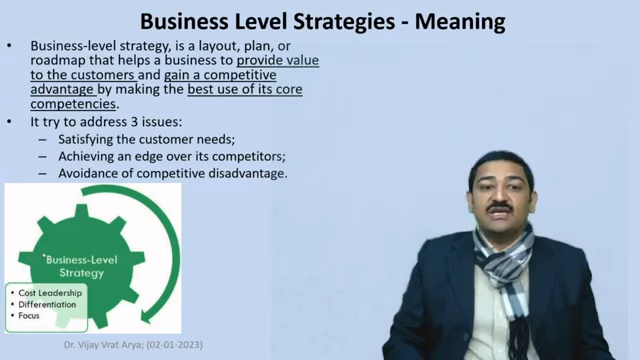 Business Level Strategies - Meaning
• Business-level strategy, is a layout, plan, or
roadmap that helps a business to provide value
to the customers and gain a competitive
advantage by making the best use of its core
competencies.
• It try to address 3 issues:
– Satisfying the customer needs;
– Achieving an edge over its competitors;
– Avoidance of competitive disadvantage.
Business-Level
Strategy
• Cost Leadership
• Differentiation
• Focus
Dr. Vijay Vrat Arya; (02-01-2023)